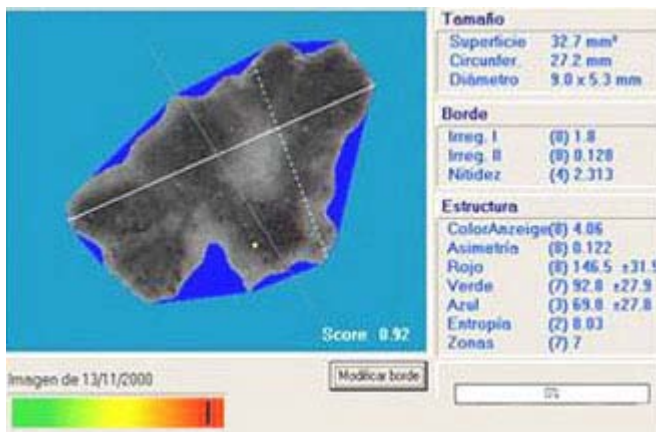 Tamaño
Superficie 32.7 mm²
Circunfer. 27.2 mm
Diámetro 9.0 x 5.3 mm
Borde
Irreg. I (8) 1.8
Irreg. II (8) 0.128
Nitidez (4) 2.313
Estructura
ColorAnzeige(8) 4.06
Asimetría (8) 0.122
Rojo (8) 146.5 ±31.9
Verde (7) 92.8 ±27.9
Azul (3) 69.8 ±27.8
Entropía (2) 8.03
Zonas (7) 7
Score 0.92
Imagen de 13/11/2000
Modificar borde
0%